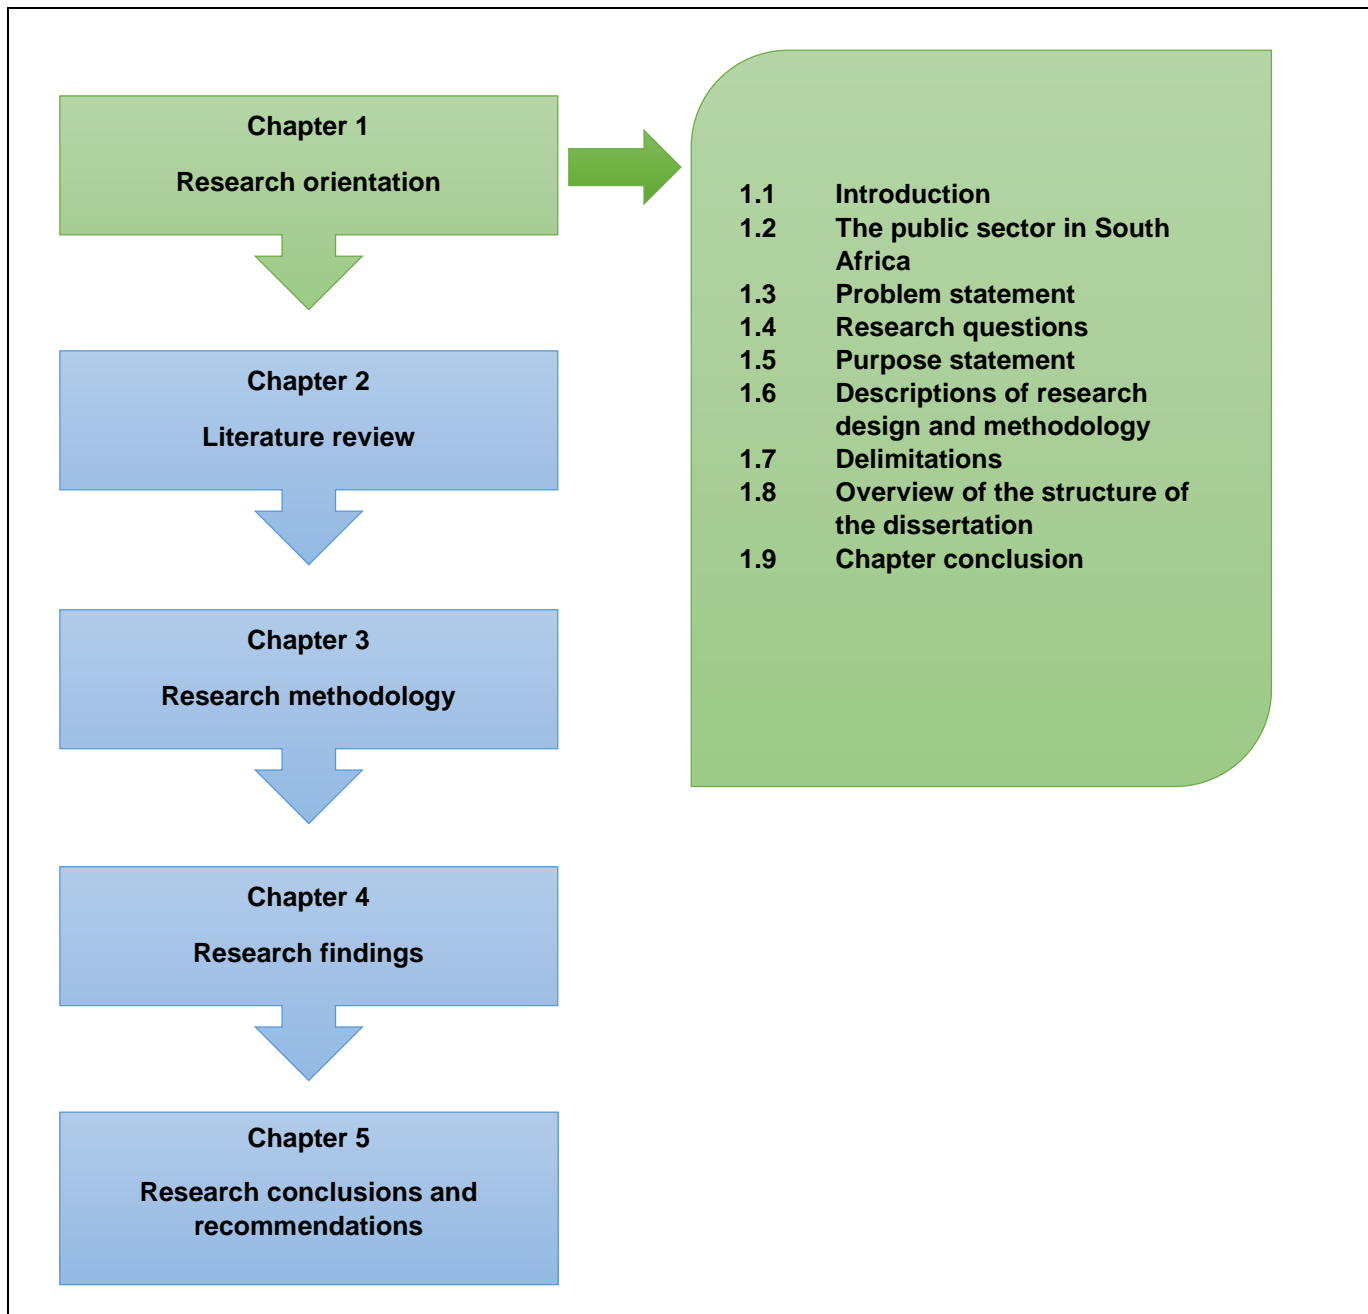 Chapter 1
Research orientation
1.1 Introduction
1.2 The public sector in South
Africa
1.3 Problem statement
1.4 Research questions
1.5 Purpose statement
1.6 Descriptions of research
design and methodology
1.7 Delimitations
1.8 Overview of the structure of
the dissertation
1.9 Chapter conclusion
Chapter 2
Literature review
Chapter 3
Research methodology
Chapter 4
Research findings
Chapter 5
Research conclusions and
recommendations